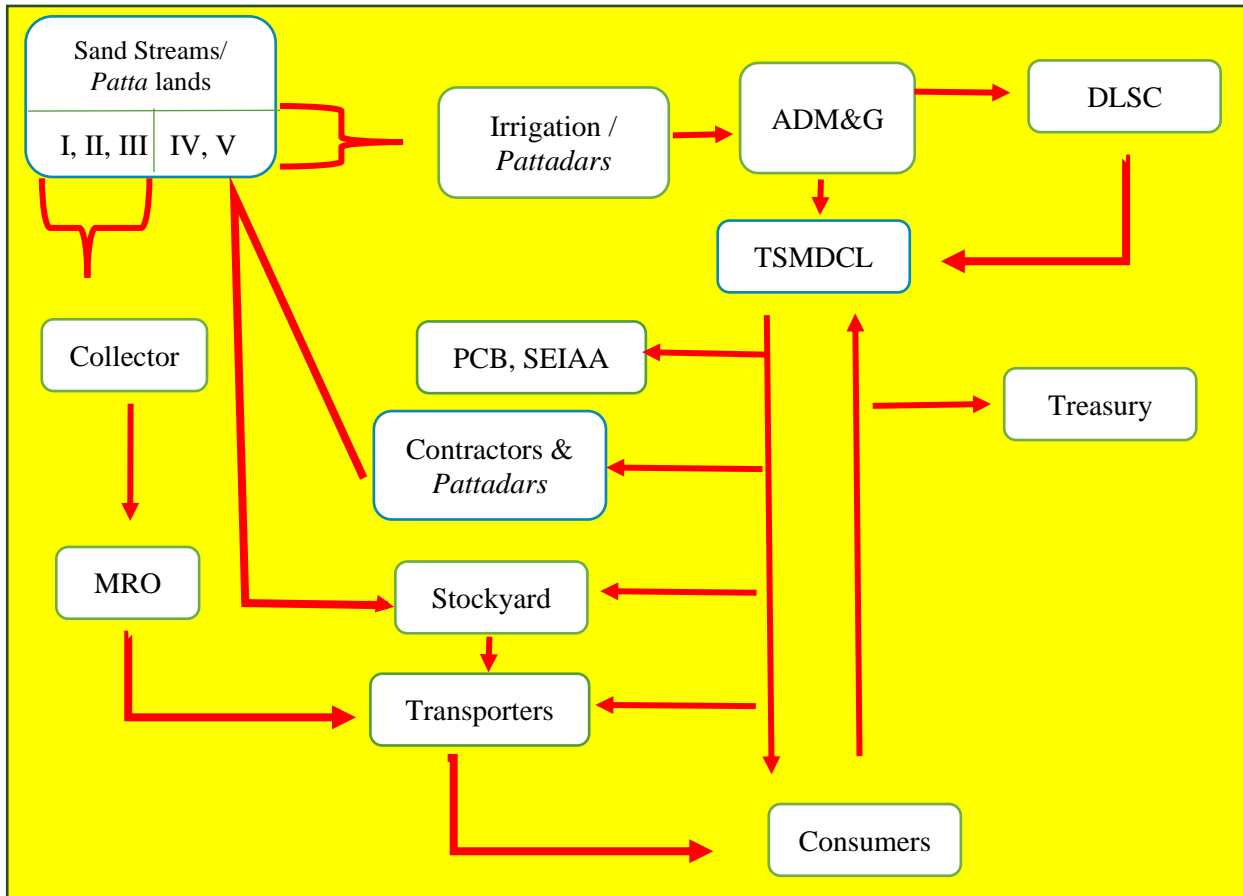 Sand Streams/
Patta lands
I, II, III
IV, V
Irrigation /
Pattadars
ADM&G
DLSC
TSMDCL
Collector
PCB, SEIAA
Treasury
Contractors &
Pattadars
MRO
Stockyard
Transporters
Consumers